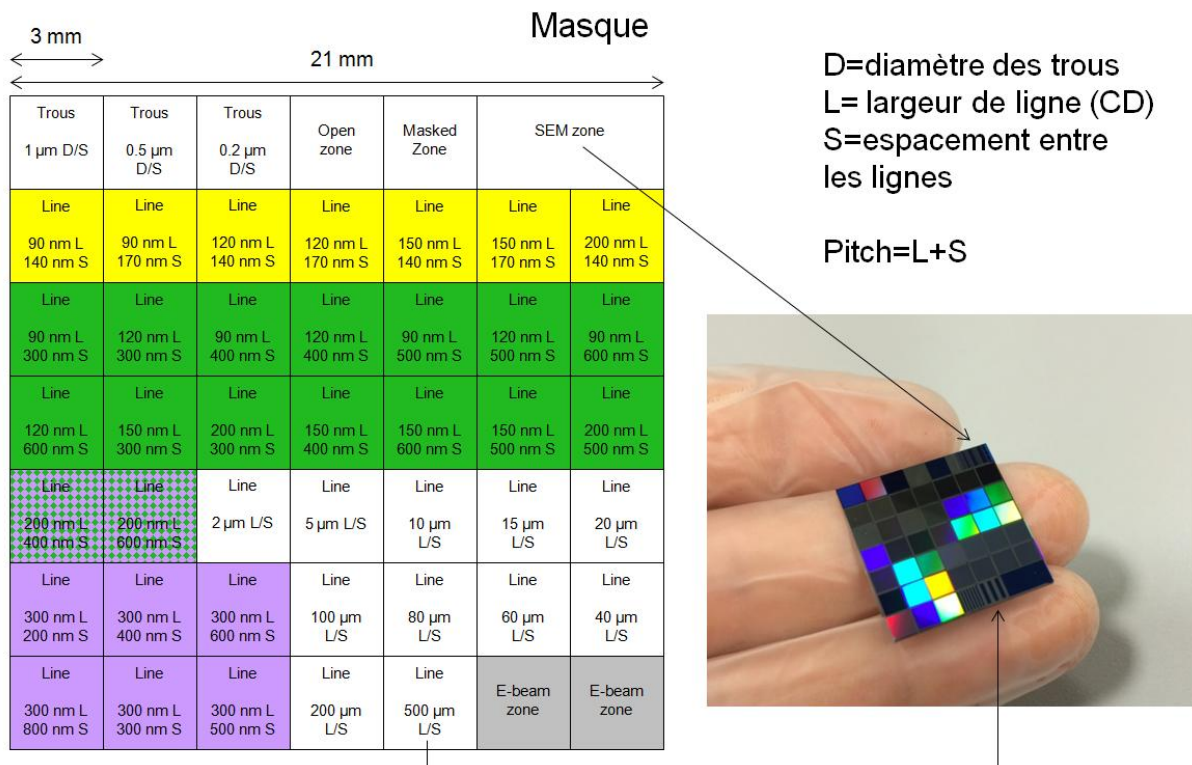 Masque
3 mm
21 mm
D=diamètre des trous
L= largeur de ligne (CD)
S=espacement entre
les lignes
Pitch=L+S
Trous
1 µm D/S
Trous
0.5 µm
D/S
Trous
0.2 µm
D/S
Open
zone
Masked
Zone
SEM zone
Line
90 nm L
140 nm S
Line
90 nm L
170 nm S
Line
120 nm L
140 nm S
Line
120 nm L
170 nm S
Line
150 nm L
140 nm S
Line
150 nm L
170 nm S
Line
200 nm L
140 nm S
Line
90 nm L
300 nm S
Line
120 nm L
300 nm S
Line
90 nm L
400 nm S
Line
120 nm L
400 nm S
Line
90 nm L
500 nm S
Line
120 nm L
500 nm S
Line
90 nm L
600 nm S
Line
120 nm L
600 nm S
Line
150 nm L
300 nm S
Line
200 nm L
300 nm S
Line
150 nm L
400 nm S
Line
150 nm L
600 nm S
Line
150 nm L
500 nm S
Line
200 nm L
500 nm S
Line
200 nm L
400 nm S
Line
200 nm L
600 nm S
Line
2 µm L/S
Line
5 µm L/S
Line
10 µm
L/S
Line
15 µm
L/S
Line
20 µm
L/S
Line
300 nm L
200 nm S
Line
300 nm L
400 nm S
Line
300 nm L
600 nm S
Line
100 µm
L/S
Line
80 µm
L/S
Line
60 µm
L/S
Line
40 µm
L/S
Line
300 nm L
800 nm S
Line
300 nm L
300 nm S
Line
300 nm L
500 nm S
Line
200 µm
L/S
Line
500 µm
L/S
E-beam
zone
E-beam
zone